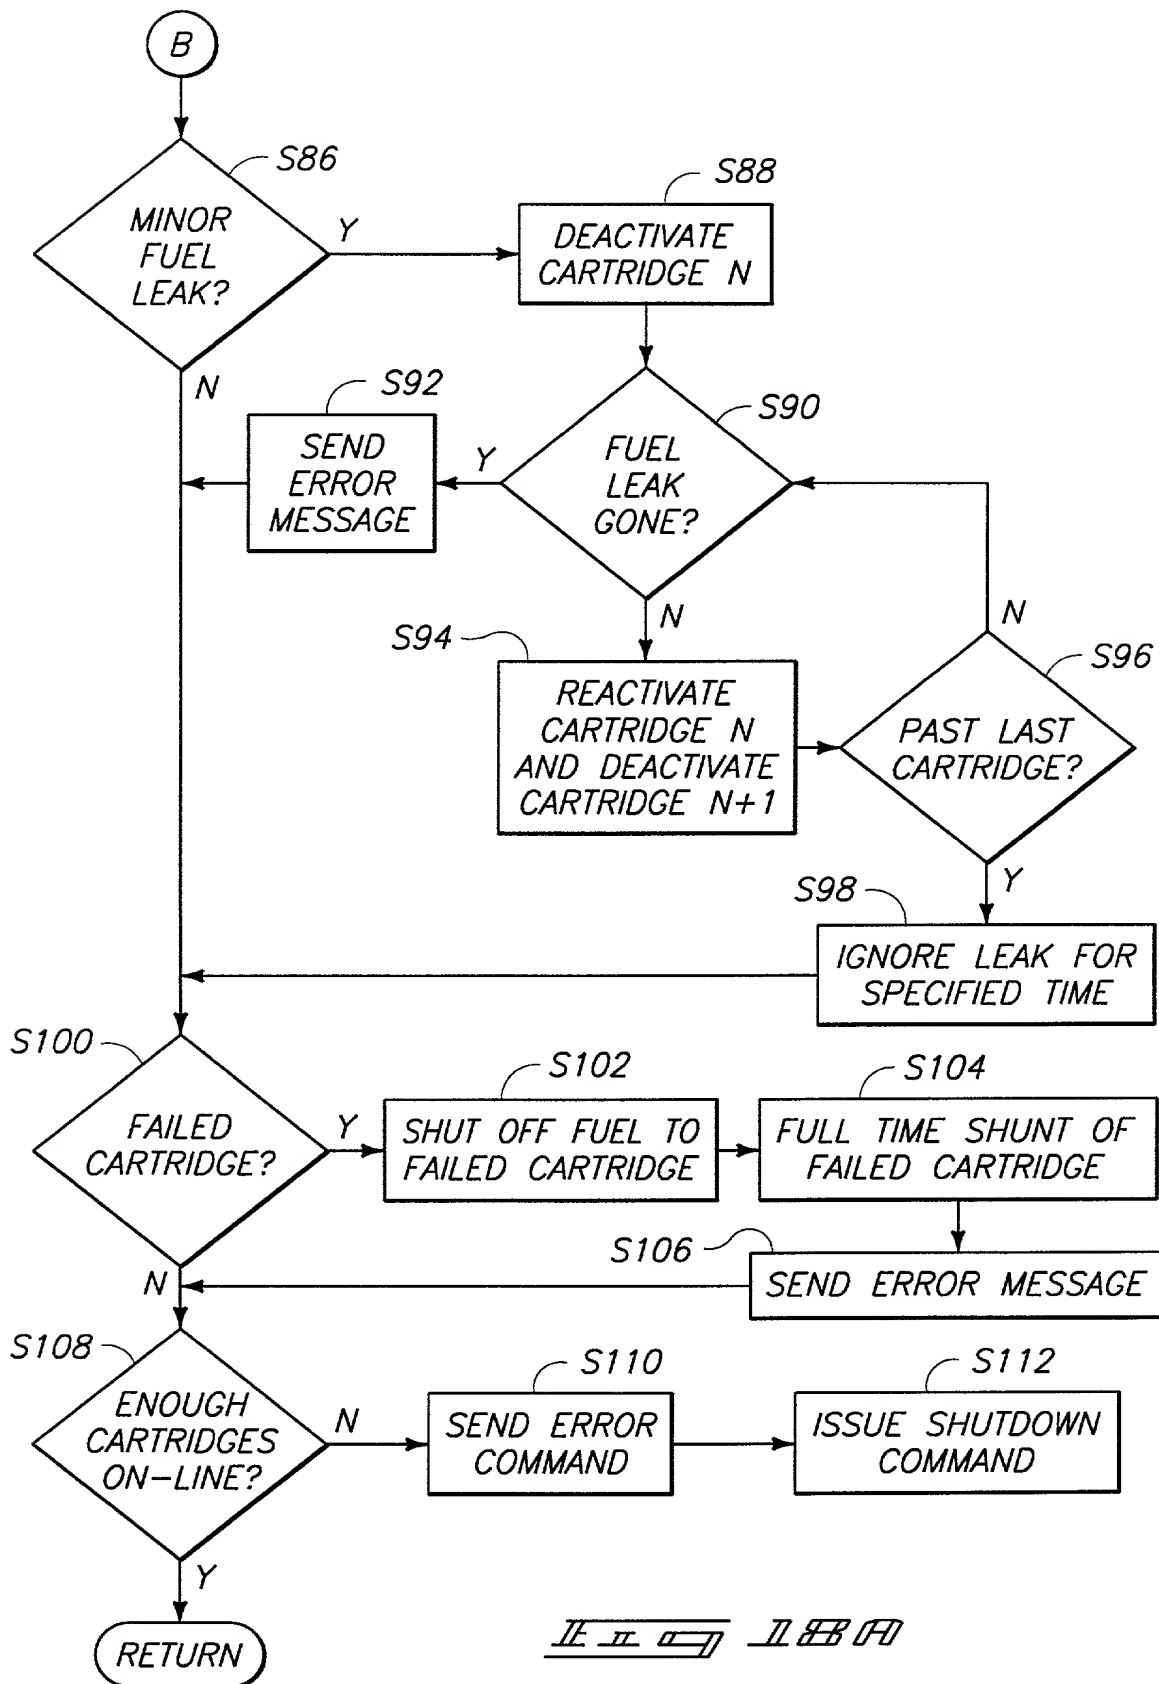 B
S86
MINOR
FUEL
LEAK?
Y
N
S88
DEACTIVATE
CARTRIDGE N
S92
SEND
ERROR
MESSAGE
Y
S90
FUEL
LEAK
GONE?
N
S94
REACTIVATE
CARTRIDGE N
AND DEACTIVATE
CARTRIDGE N+1
N
S96
PAST LAST
CARTRIDGE?
Y
S98
IGNORE LEAK FOR
SPECIFIED TIME
S100
FAILED
CARTRIDGE?
Y
N
S102
SHUT OFF FUEL TO
FAILED CARTRIDGE
S104
FULL TIME SHUNT OF
FAILED CARTRIDGE
S106
SEND ERROR MESSAGE
S108
ENOUGH
CARTRIDGES
ON-LINE?
N
Y
S110
SEND ERROR
COMMAND
S112
ISSUE SHUTDOWN
COMMAND
RETURN
Fig 18A